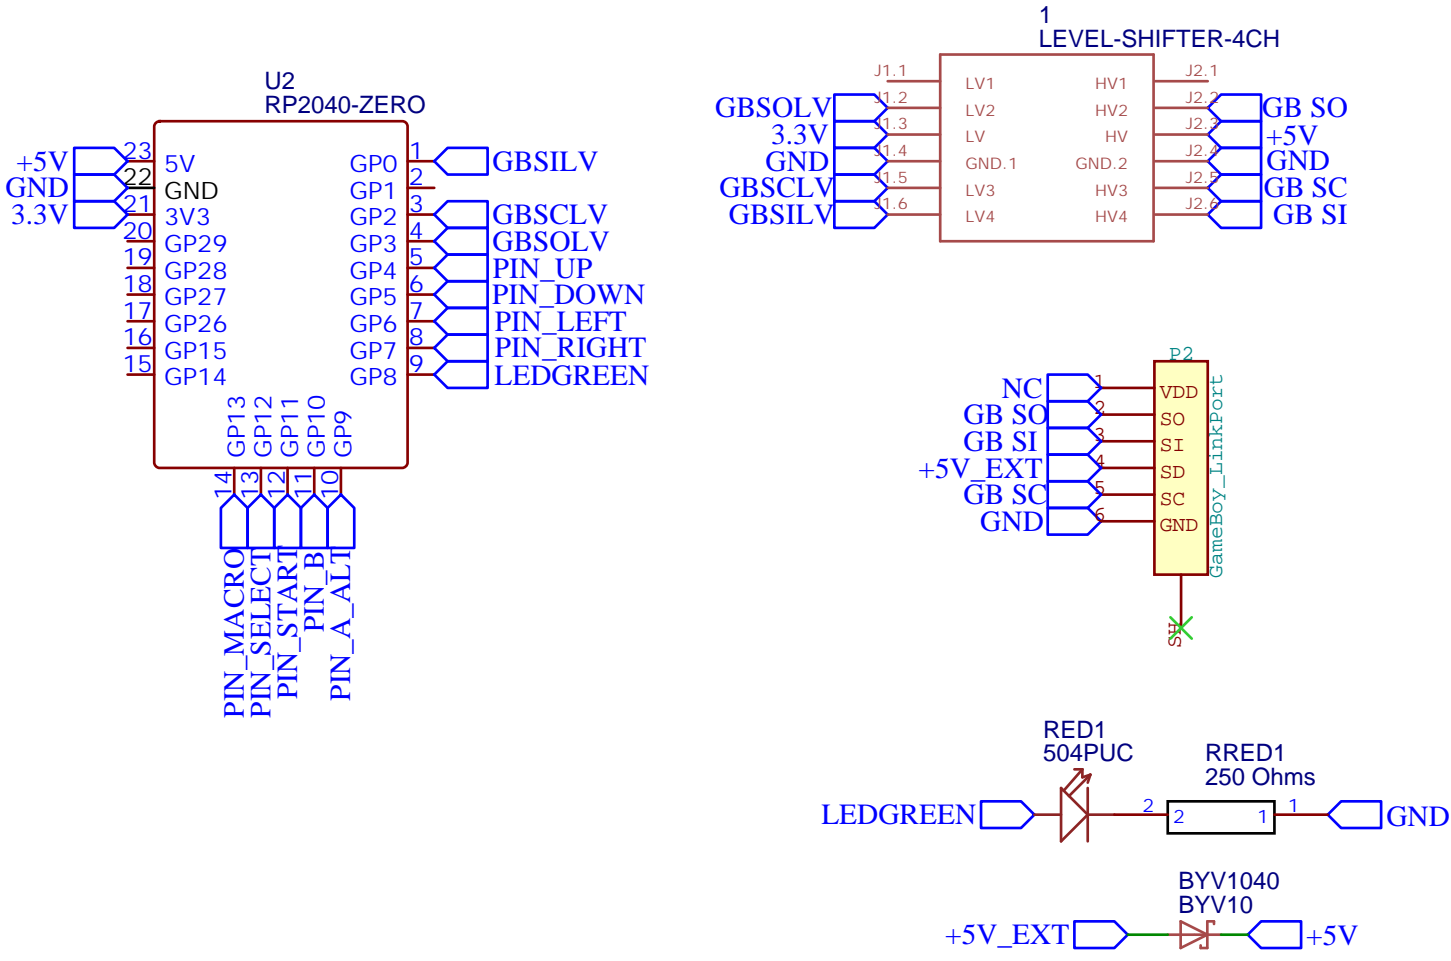 U2
RP2040-ZERO
+5V 23 5V
GND 22 GND
3.3V 21 3V3
20 GP29
19 GP28
18 GP27
17 GP26
16 GP15
15 GP14
GP0 1 GBSILV
GP1 2
GP2 3 GBSCLV
GP3 4 GBSOLV
GP4 5 PIN_UP
GP5 6 PIN_DOWN
GP6 7 PIN_LEFT
GP7 8 PIN_RIGHT
GP8 9 LEDGREEN
GP13 14 PIN_MACRO
GP12 13 PIN_SELECT
GP11 12 PIN_START
GP10 11 PIN_B
GP9 10 PIN_A_ALT
1
LEVEL-SHIFTER-4CH
J1.1 LV1 HV1 J2.1
GBSOLV J1.2 LV2 HV2 J2.2 GB SO
3.3V J1.3 LV HV J2.3 +5V
GND J1.4 GND.1 GND.2 J2.4 GND
GBSCLV J1.5 LV3 HV3 J2.5 GB SC
GBSILV J1.6 LV4 HV4 J2.6 GB SI
P2
GameBoy_LinkPort
NC 1 VDD
GB SO 2 SO
GB SI 3 SI
+5V_EXT 4 SD
GB SC 5 SC
GND 6 GND
SH
RED1
504PUC
RRED1
250 Ohms
LEDGREEN 2 2 1 1 GND
BYV1040
BYV10
+5V_EXT +5V